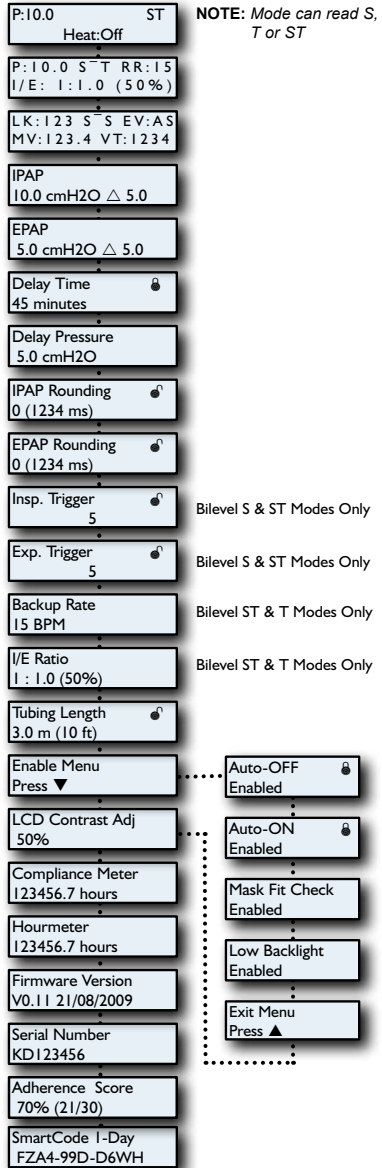 P:10.0 ST
Heat:Off
NOTE: Mode can read S,
T or ST
P:10.0 S¯T RR:15
I/E: 1:1.0 (50%)
LK:123 S¯S EV:AS
MV:123.4 VT:1234
IPAP
10.0 cmH2O △ 5.0
EPAP
5.0 cmH2O △ 5.0
Delay Time
45 minutes
Delay Pressure
5.0 cmH2O
IPAP Rounding
0 (1234 ms)
EPAP Rounding
0 (1234 ms)
Insp. Trigger
5
Bilevel S & ST Modes Only
Exp. Trigger
5
Bilevel S & ST Modes Only
Backup Rate
15 BPM
Bilevel ST & T Modes Only
I/E Ratio
1 : 1.0 (50%)
Bilevel ST & T Modes Only
Tubing Length
3.0 m (10 ft)
Enable Menu
Press ▼
LCD Contrast Adj
50%
Compliance Meter
123456.7 hours
Hourmeter
123456.7 hours
Firmware Version
V0.11 21/08/2009
Serial Number
KD123456
Adherence Score
70% (21/30)
SmartCode 1-Day
FZA4-99D-D6WH
Auto-OFF
Enabled
Auto-ON
Enabled
Mask Fit Check
Enabled
Low Backlight
Enabled
Exit Menu
Press ▲